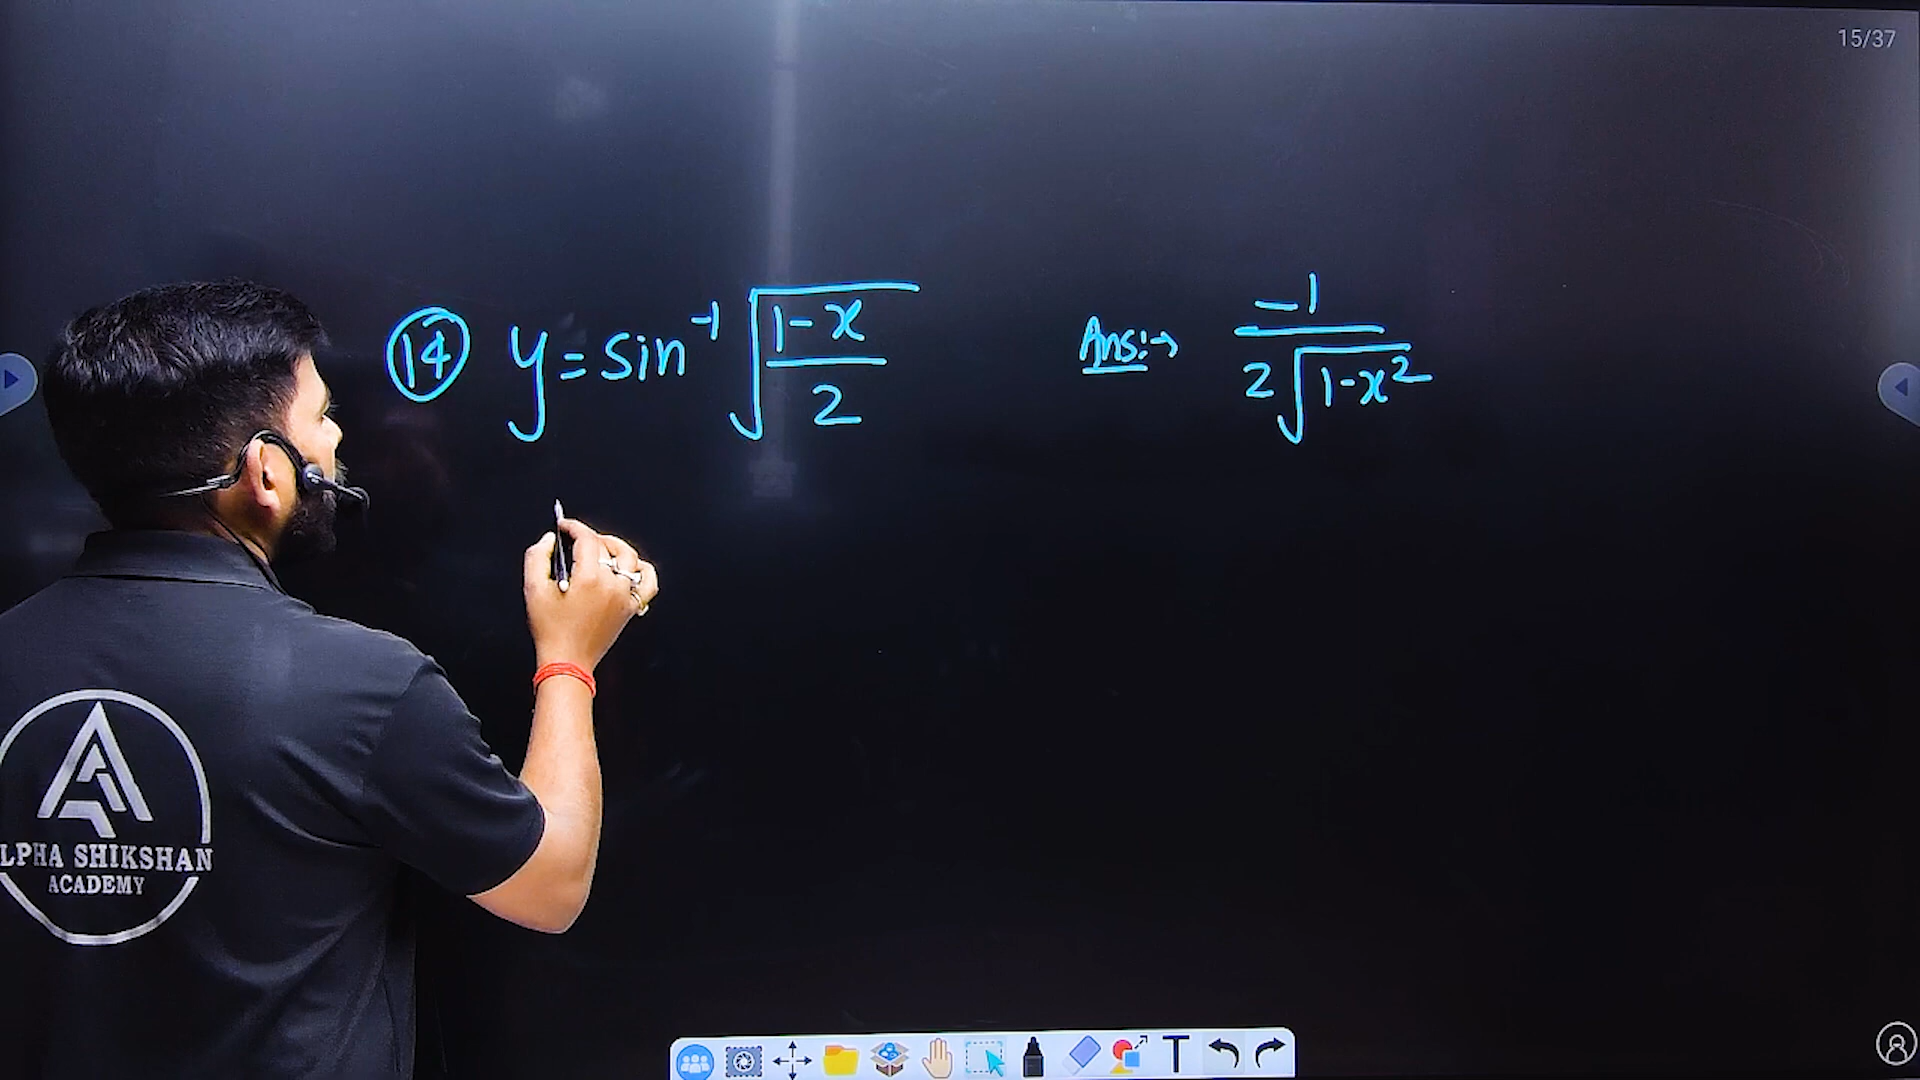 15/37
⑭ y = sin⁻¹ √((1-x)/2)
Ans:→ -1/(2√(1-x²))
LPHA SHIKSHAN
ACADEMY
T